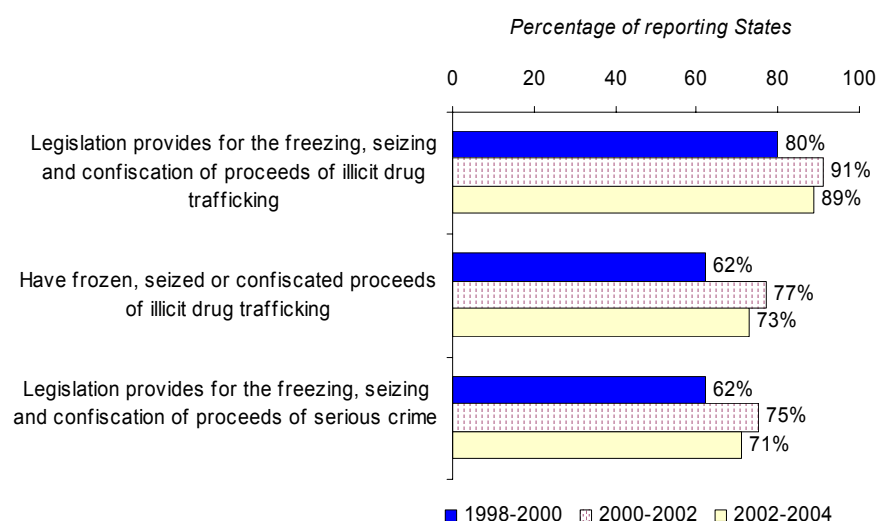 Percentage of reporting States
0 20 40 60 80 100
Legislation provides for the freezing, seizing
and confiscation of proceeds of illicit drug
trafficking
80%
91%
89%
Have frozen, seized or confiscated proceeds
of illicit drug trafficking
62%
77%
73%
Legislation provides for the freezing, seizing
and confiscation of proceeds of serious crime
62%
75%
71%
1998-2000 2000-2002 2002-2004